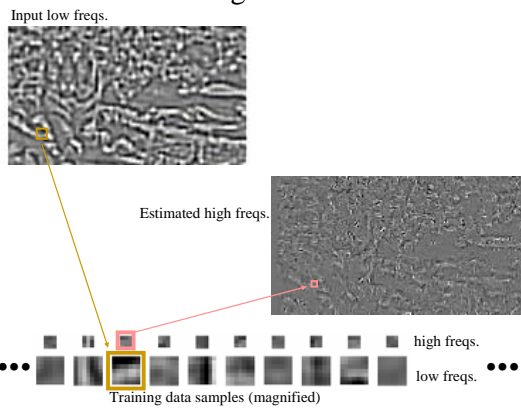 Input low freqs.
Estimated high freqs.
high freqs.
low freqs.
Training data samples (magnified)